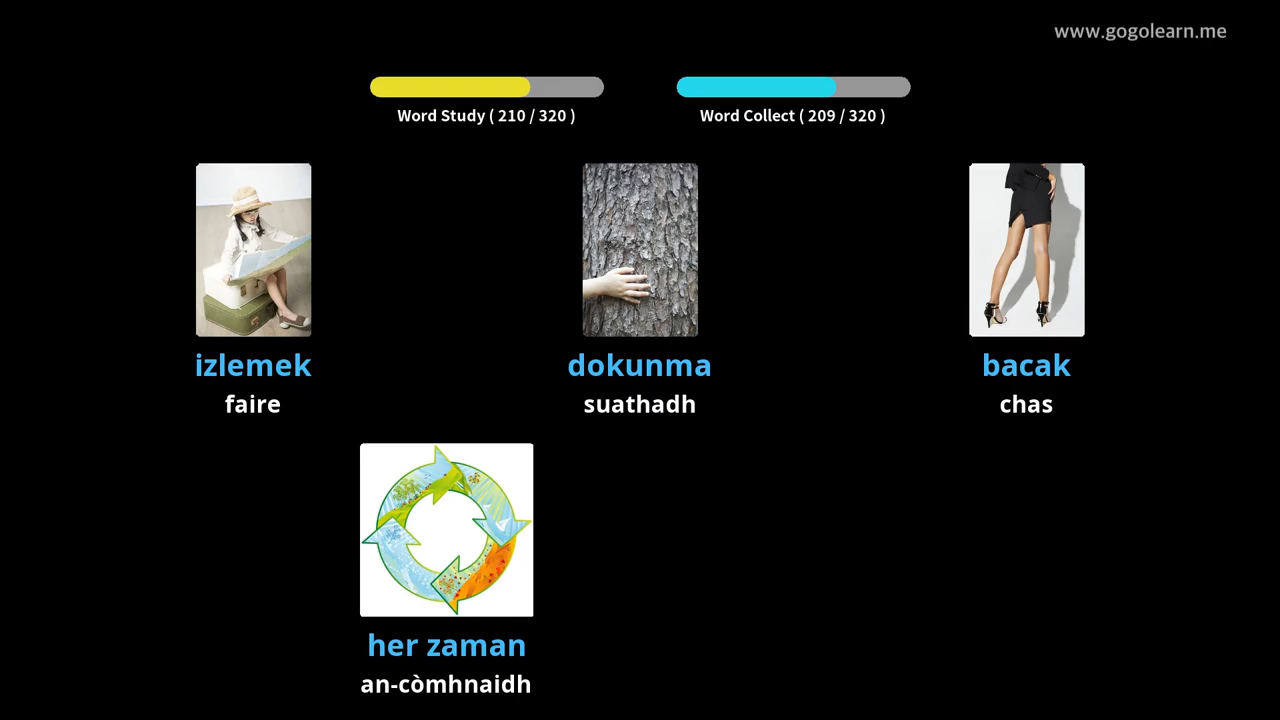 www.gogolearn.me
Word Study ( 210 / 320 )
Word Collect ( 209 / 320 )
izlemek
faire
dokunma
suathadh
bacak
chas
her zaman
an-còmhnaidh